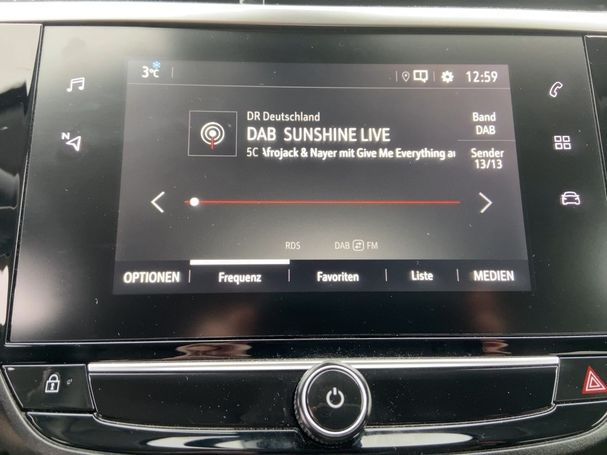 3°C
12:59
DR Deutschland
DAB SUNSHINE LIVE
5C
Afrojack & Nayer mit Give Me Everything a
Band
DAB
Sender
13/13
N
RDS
DAB FM
OPTIONEN
Frequenz
Favoriten
Liste
MEDIEN